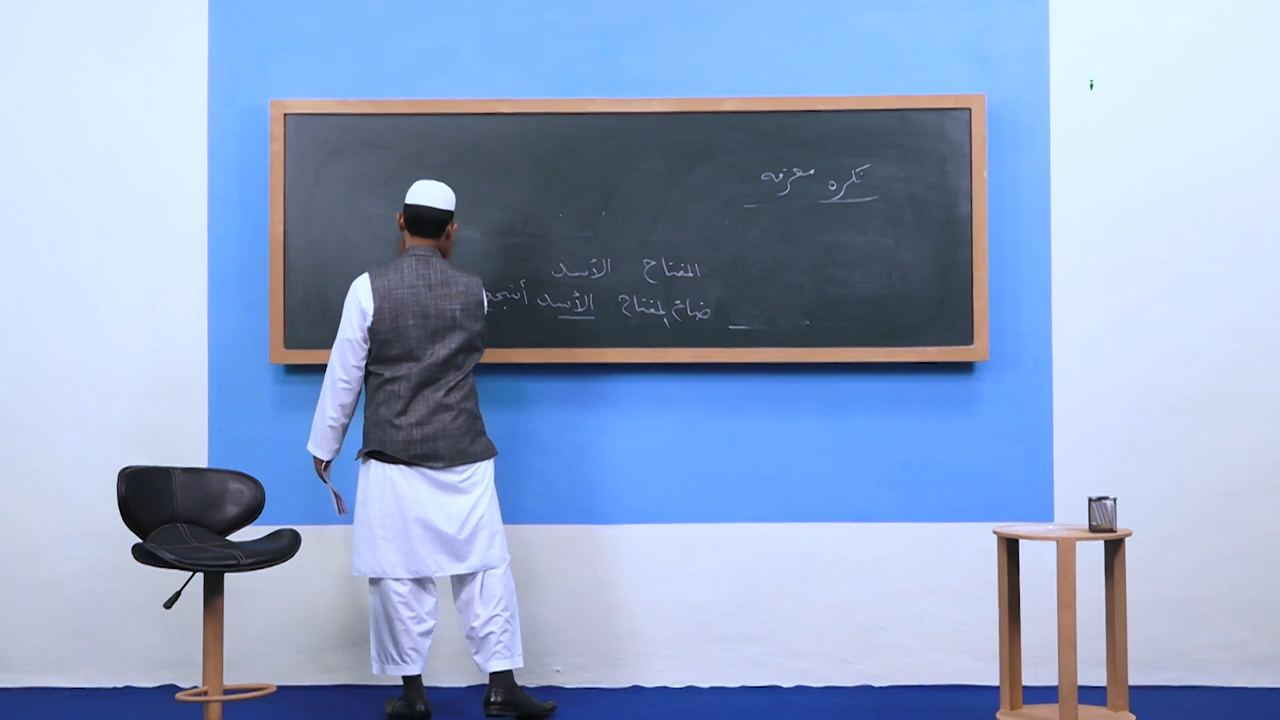 نکره معرفه
المفتاح الأسد
ضاع المفتاح الأسد